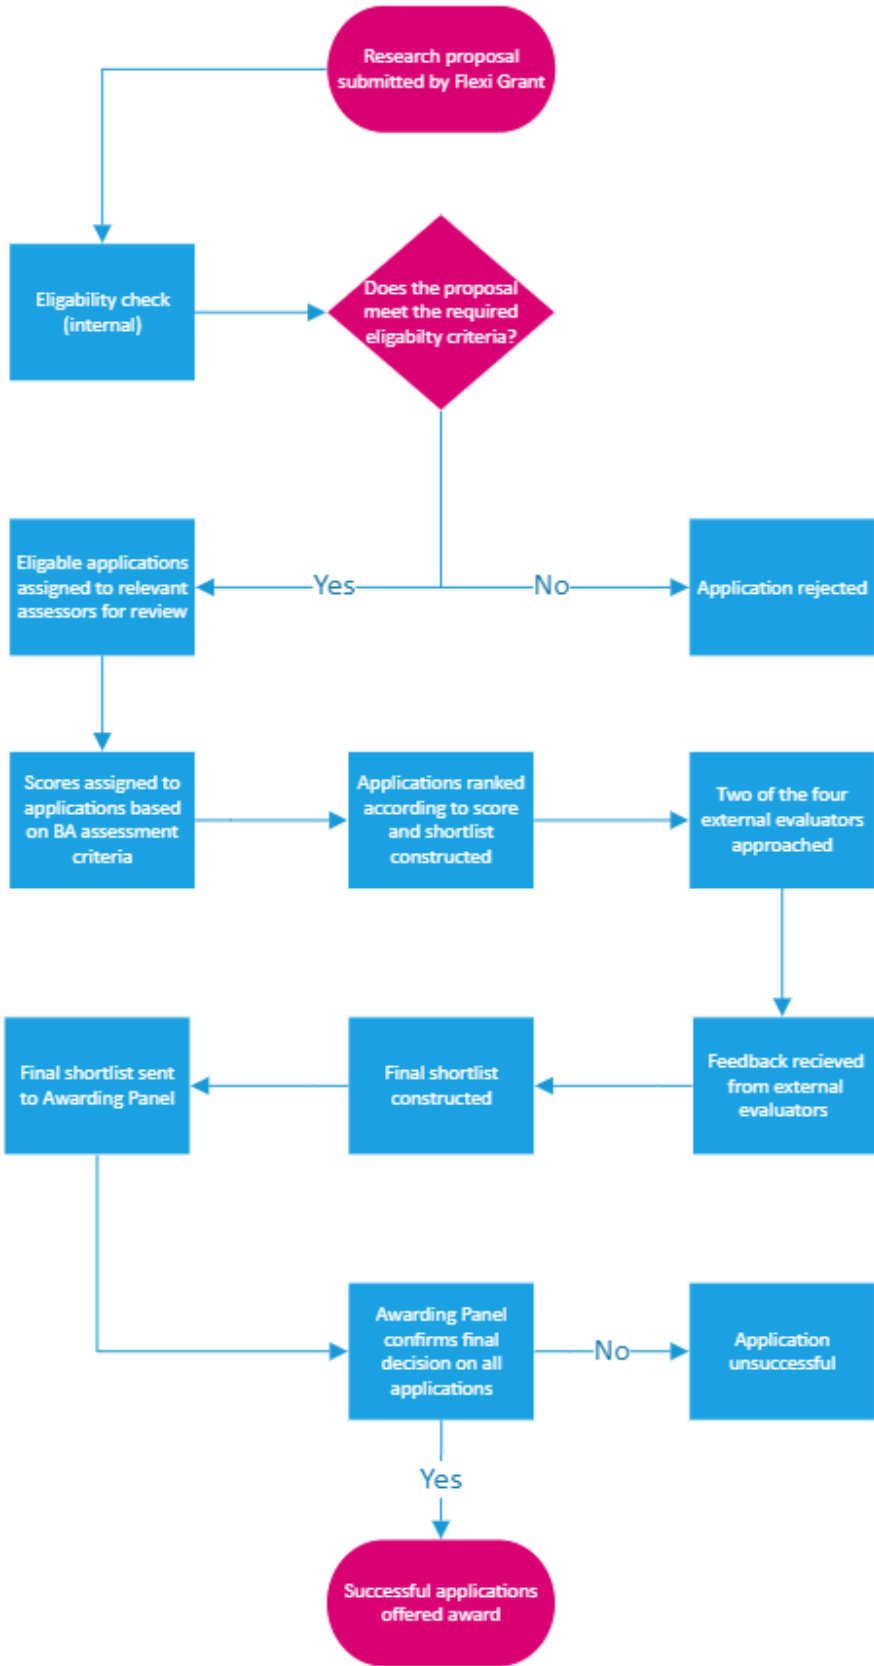 Research proposal
submitted by Flexi Grant
Eligability check
(internal)
Does the proposal
meet the required
eligabilty criteria?
Eligable applications
assigned to relevant
assessors for review
Yes
No
Application rejected
Scores assigned to
applications based
on BA assessment
criteria
Applications ranked
according to score
and shortlist
constructed
Two of the four
external evaluators
approached
Feedback recieved
from external
evaluators
Final shortlist
constructed
Final shortlist sent
to Awarding Panel
Awarding Panel
confirms final
decision on all
applications
No
Application
unsuccessful
Yes
Successful applications
offered award